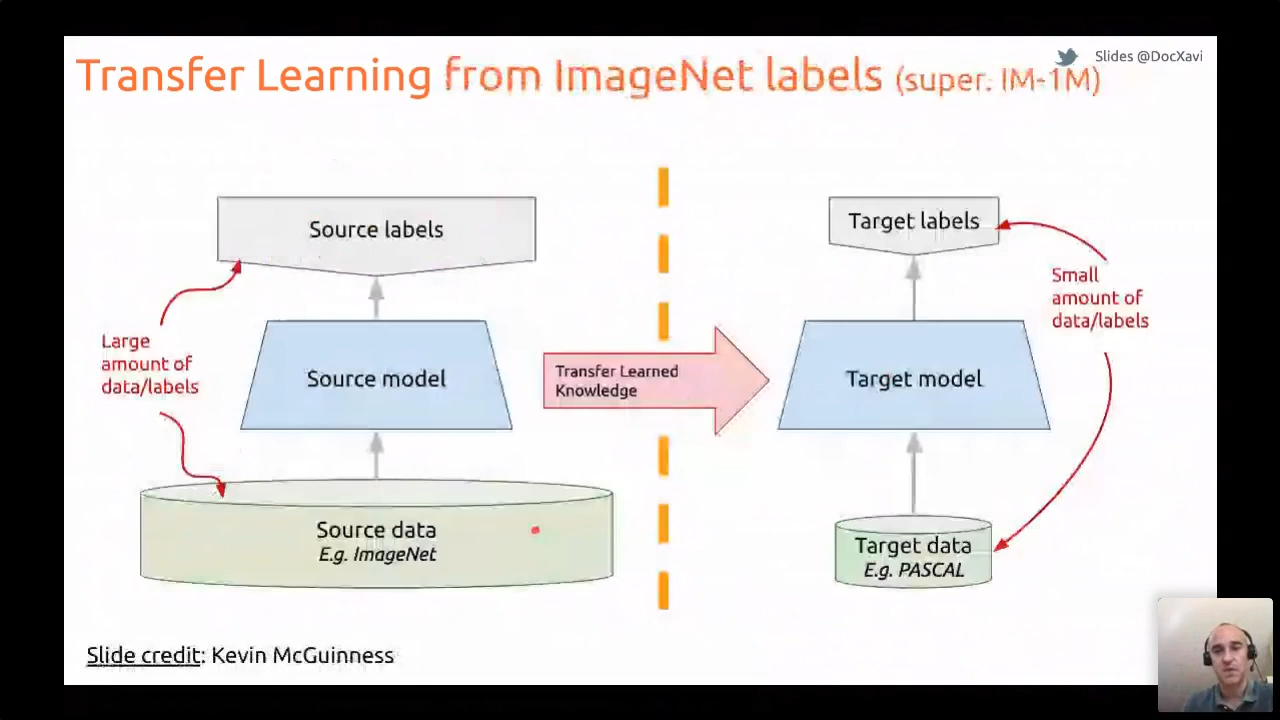 Transfer Learning from ImageNet labels (super. IM-1M)
Slides @DocXavi
Source labels
Target labels
Large
amount of
data/labels
Small
amount of
data/labels
Source model
Transfer Learned
Knowledge
Target model
Source data
E.g. ImageNet
Target data
E.g. PASCAL
Slide credit: Kevin McGuinness